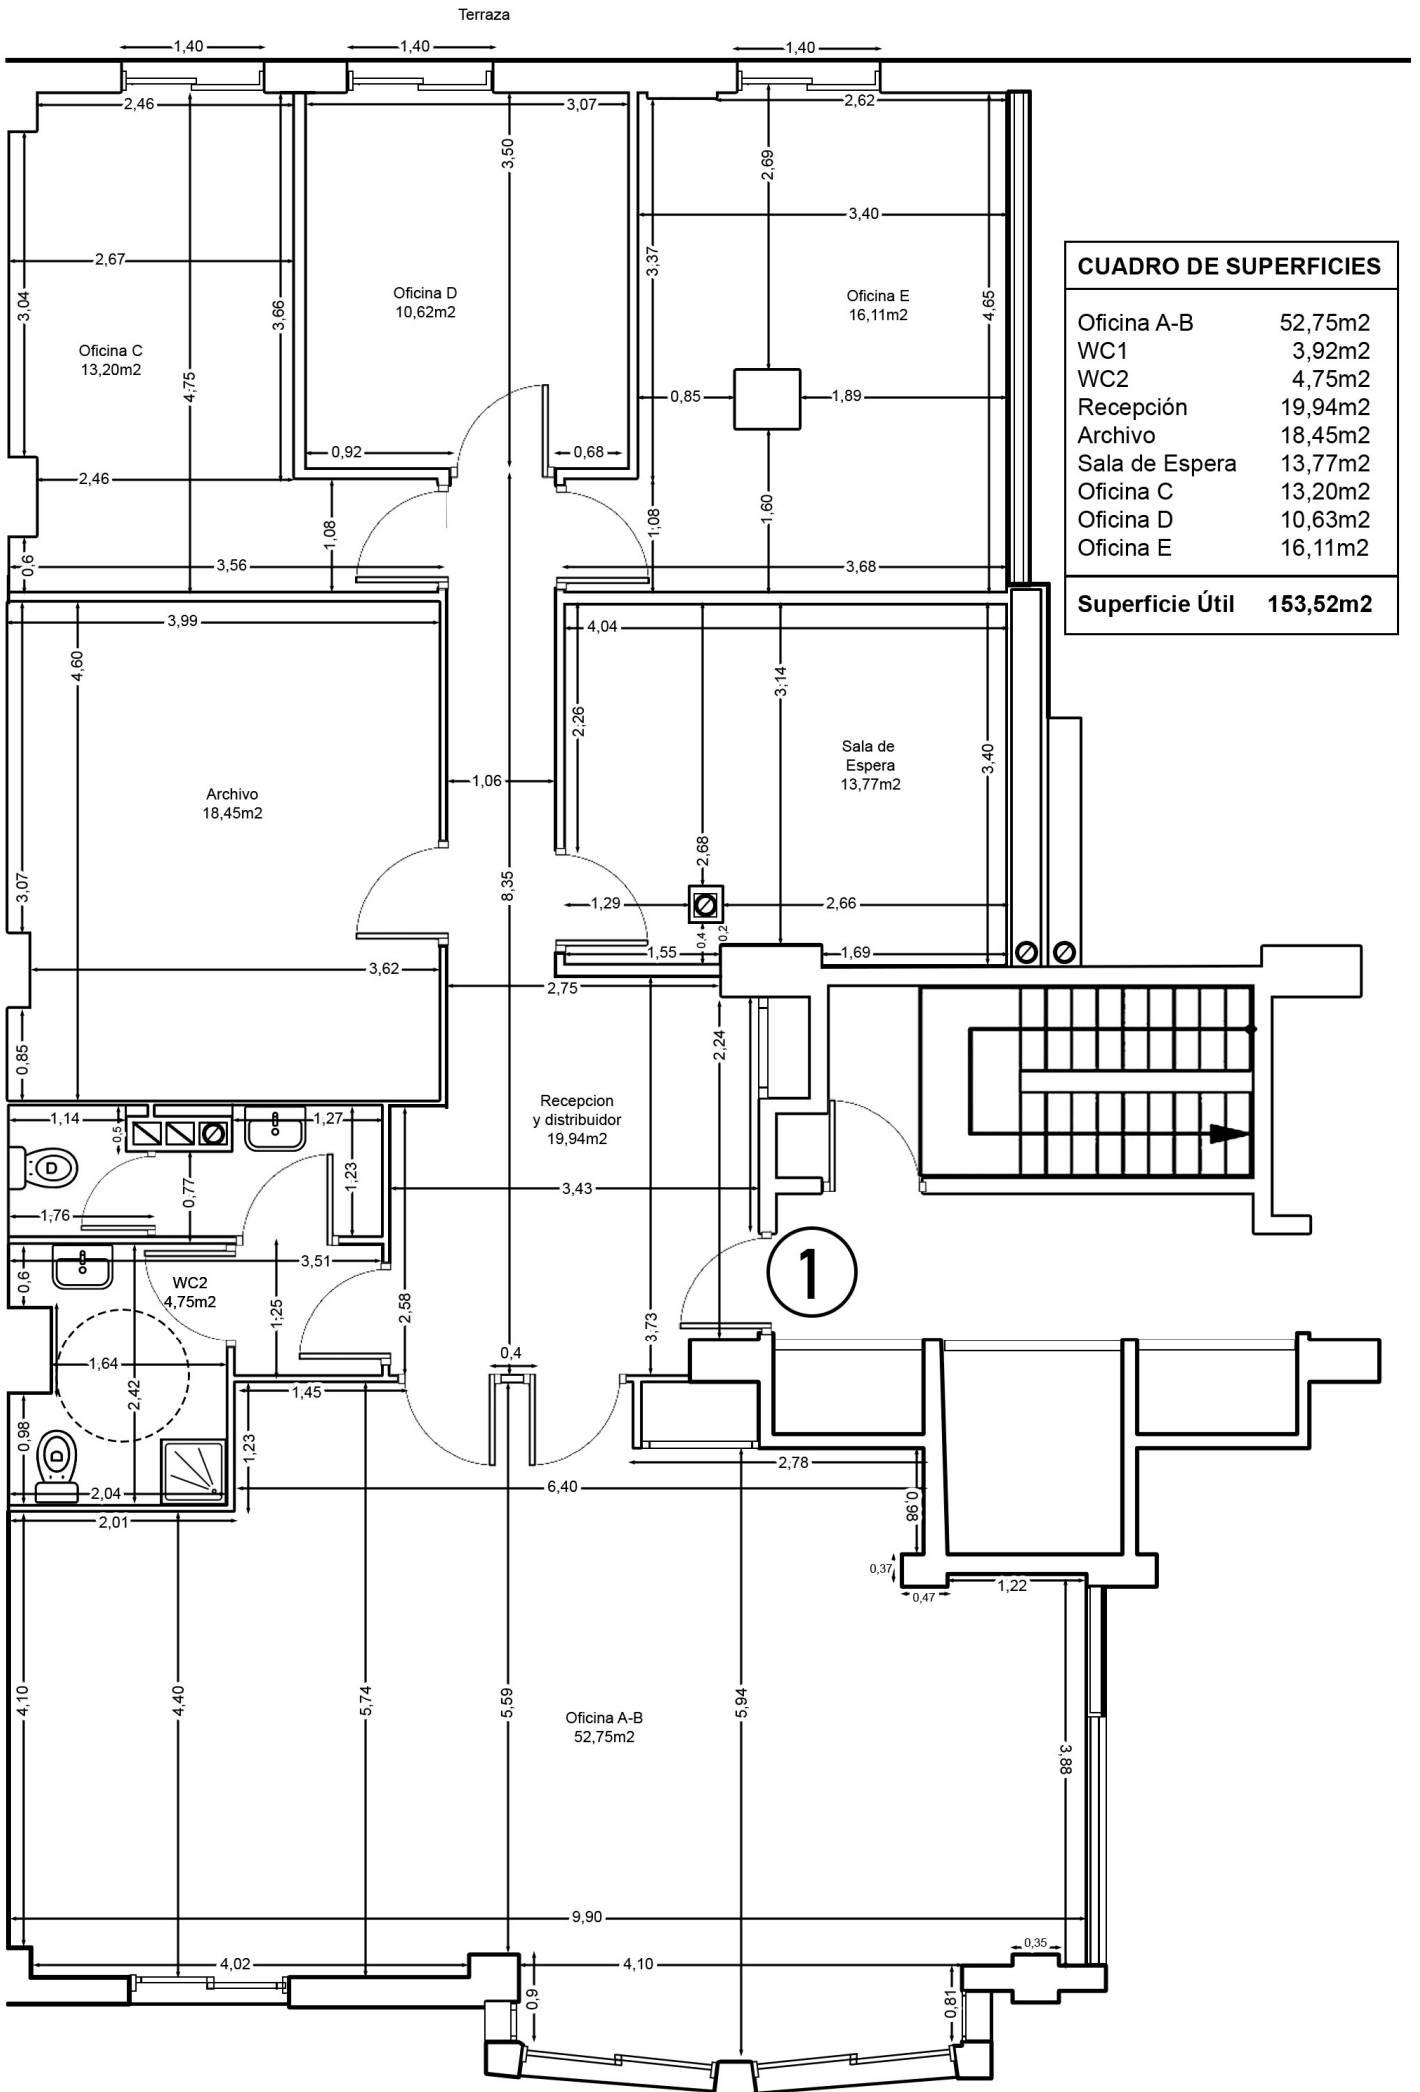 Terraza
1,40
1,40
1,40
2,46
3,07
2,62
3,50
2,69
3,40
3,37
2,67
3,04
3,66
4,65
Oficina D
10,62m2
Oficina E
16,11m2
Oficina C
13,20m2
4,75
0,85
1,89
0,92
0,68
2,46
1,08
1,08
1,60
0,6
3,56
3,68
CUADRO DE SUPERFICIES
Oficina A-B 52,75m2
WC1 3,92m2
WC2 4,75m2
Recepción 19,94m2
Archivo 18,45m2
Sala de Espera 13,77m2
Oficina C 13,20m2
Oficina D 10,63m2
Oficina E 16,11m2
Superficie Útil 153,52m2
3,99
4,04
4,60
3,14
2,26
3,40
Sala de
Espera
13,77m2
1,06
Archivo
18,45m2
2,68
3,07
8,35
1,29
2,66
0,4
0,2
1,55
1,69
3,62
2,75
2,24
0,85
Recepcion
y distribuidor
19,94m2
1,14
0,5
1,27
D
1,23
0,77
3,43
1,76
3,51
1
0,6
WC2
4,75m2
1,25
2,58
3,73
0,4
1,64
2,42
1,45
0,98
1,23
D
2,78
2,04
6,40
0,98
2,01
0,37
0,47
1,22
4,10
4,40
5,74
5,59
5,94
Oficina A-B
52,75m2
3,88
9,90
0,35
4,02
4,10
0,9
0,81